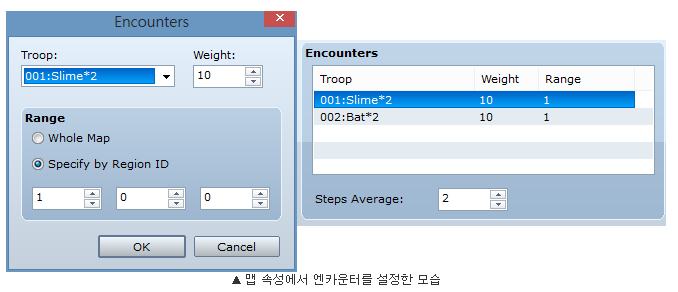 Encounters
Troop: Weight:
001:Slime*2 10
Range
Whole Map
Specify by Region ID
1 0 0
OK Cancel
Encounters
Troop Weight Range
001:Slime*2 10 1
002:Bat*2 10 1
Steps Average: 2
▲ 맵 속성에서 엔카운터를 설정한 모습